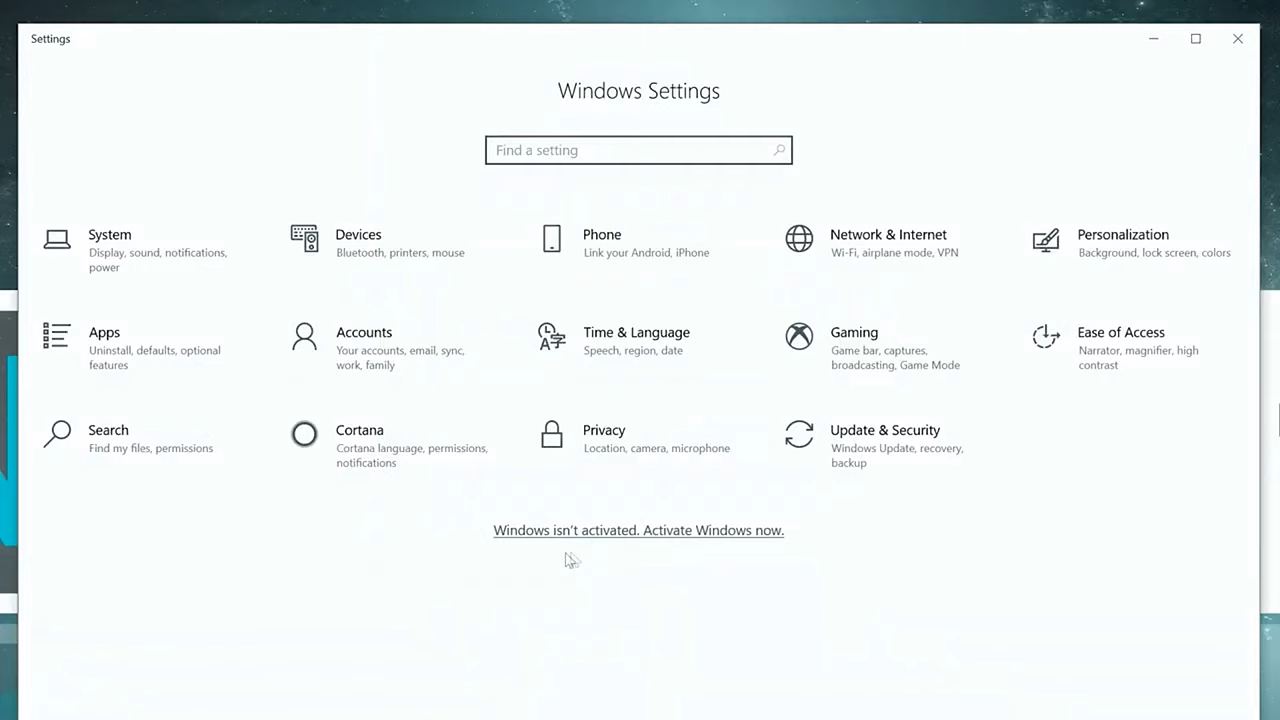 Settings
Windows Settings
Find a setting
System
Display, sound, notifications,
power
Devices
Bluetooth, printers, mouse
Phone
Link your Android, iPhone
Network & Internet
Wi-Fi, airplane mode, VPN
Personalization
Background, lock screen, colors
Apps
Uninstall, defaults, optional
features
Accounts
Your accounts, email, sync,
work, family
Time & Language
Speech, region, date
Gaming
Game bar, captures,
broadcasting, Game Mode
Ease of Access
Narrator, magnifier, high
contrast
Search
Find my files, permissions
Cortana
Cortana language, permissions,
notifications
Privacy
Location, camera, microphone
Update & Security
Windows Update, recovery,
backup
Windows isn't activated. Activate Windows now.